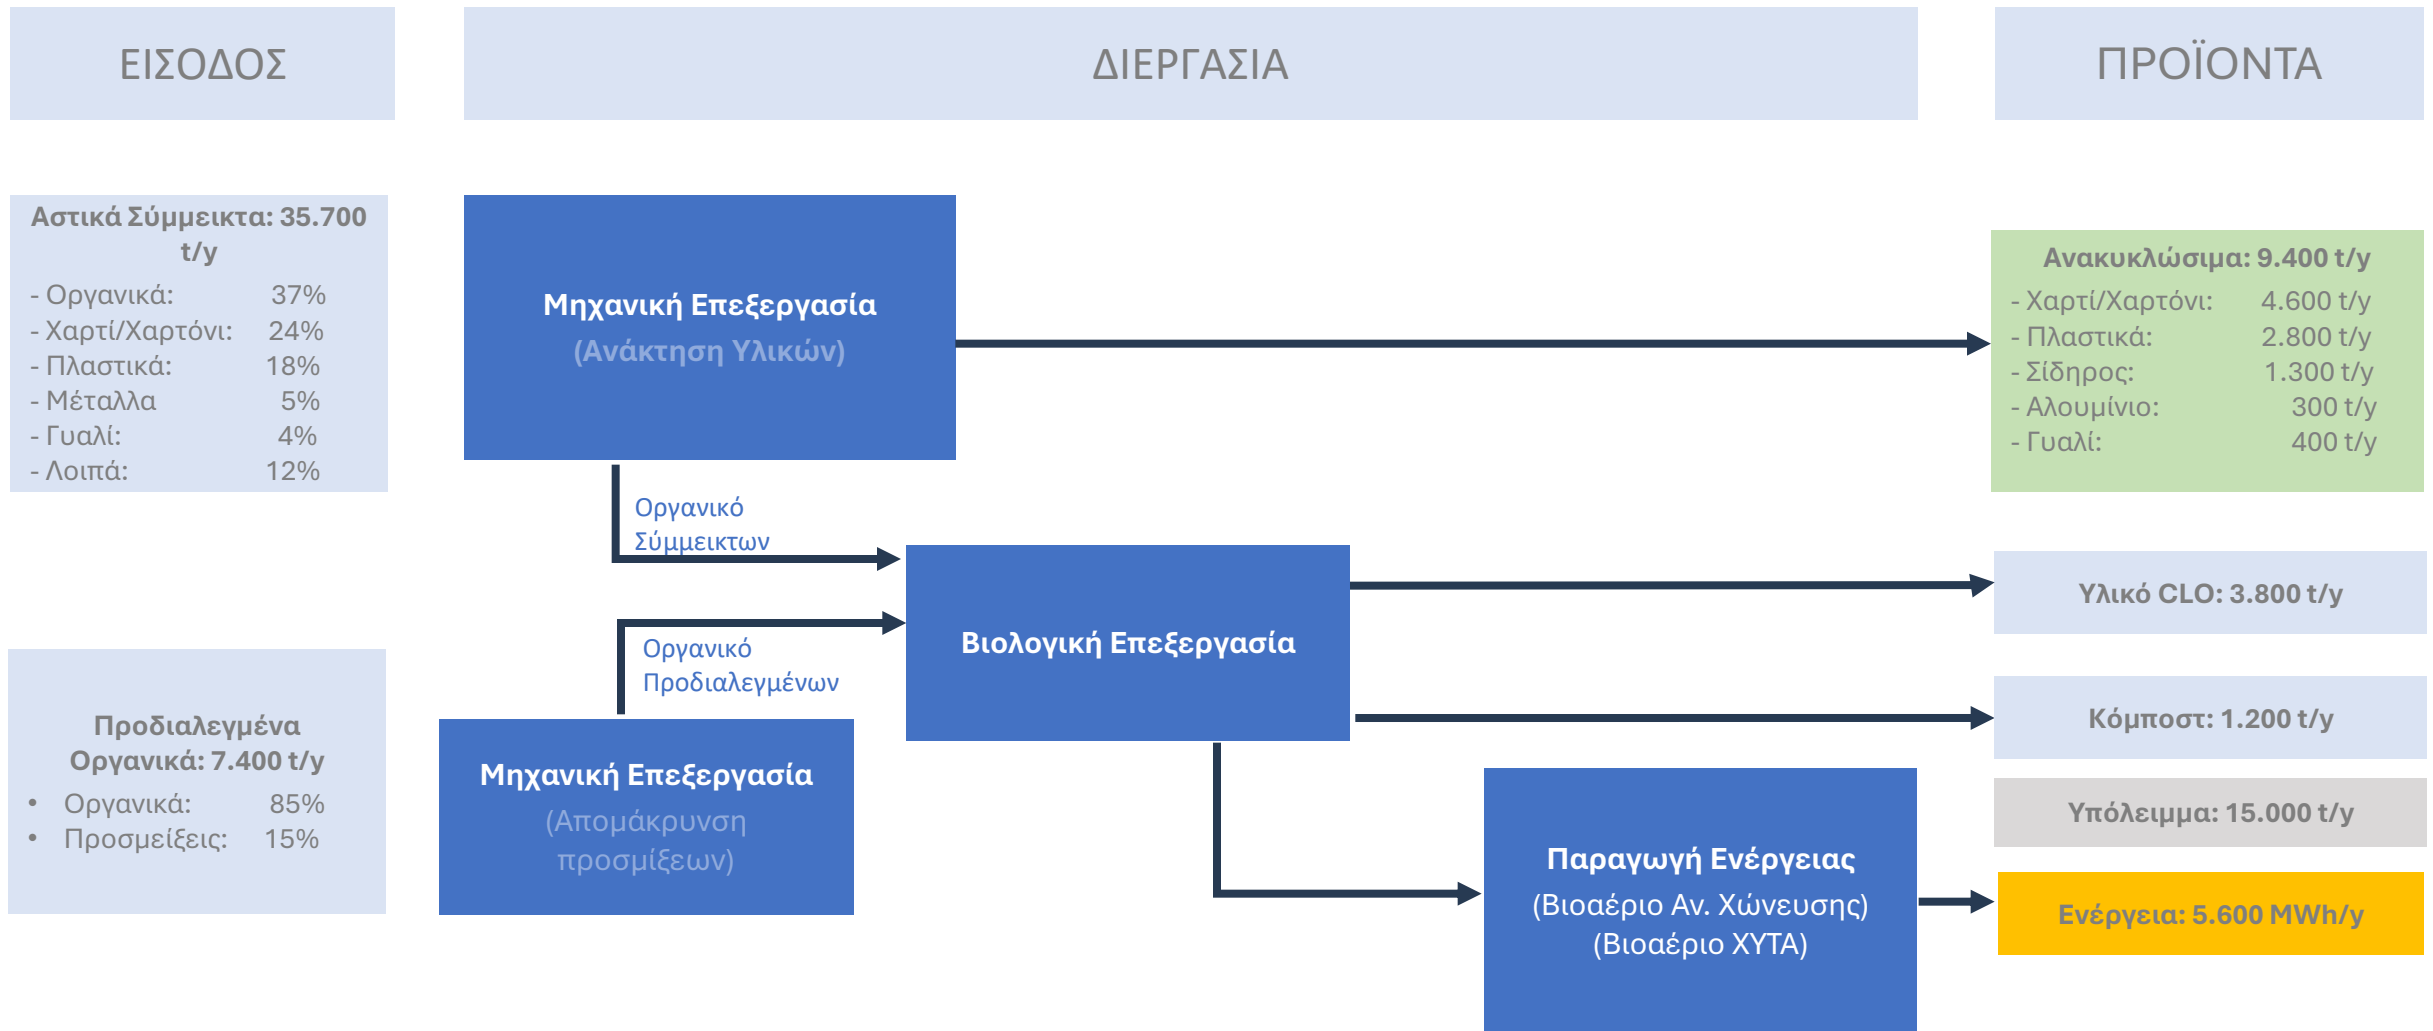 ΕΙΣΟΔΟΣ
ΔΙΕΡΓΑΣΙΑ
ΠΡΟΪΟΝΤΑ
Αστικά Σύμμεικτα: 35.700
t/y
- Οργανικά: 37%
- Χαρτί/Χαρτόνι: 24%
- Πλαστικά: 18%
- Μέταλλα 5%
- Γυαλί: 4%
- Λοιπά: 12%
Μηχανική Επεξεργασία
(Ανάκτηση Υλικών)
Ανακυκλώσιμα: 9.400 t/y
- Χαρτί/Χαρτόνι: 4.600 t/y
- Πλαστικά: 2.800 t/y
- Σίδηρος: 1.300 t/y
- Αλουμίνιο: 300 t/y
- Γυαλί: 400 t/y
Οργανικό
Σύμμεικτων
Βιολογική Επεξεργασία
Υλικό CLO: 3.800 t/y
Προδιαλεγμένα
Οργανικά: 7.400 t/y
• Οργανικά: 85%
• Προσμείξεις: 15%
Οργανικό
Προδιαλεγμένων
Μηχανική Επεξεργασία
(Απομάκρυνση
προσμίξεων)
Κόμποστ: 1.200 t/y
Υπόλειμμα: 15.000 t/y
Παραγωγή Ενέργειας
(Βιοαέριο Αν. Χώνευσης)
(Βιοαέριο ΧΥΤΑ)
Ενέργεια: 5.600 MWh/y